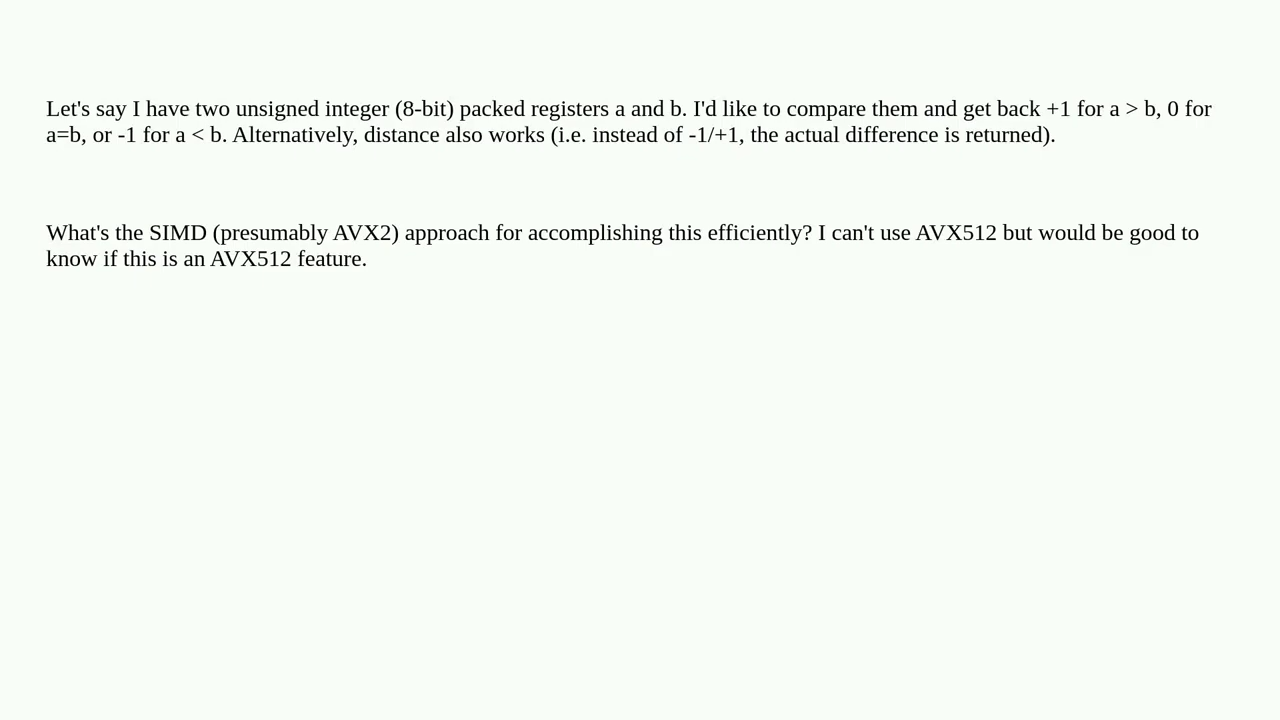 Let's say I have two unsigned integer (8-bit) packed registers a and b. I'd like to compare them and get back +1 for a > b, 0 for
a=b, or -1 for a < b. Alternatively, distance also works (i.e. instead of -1/+1, the actual difference is returned).
What's the SIMD (presumably AVX2) approach for accomplishing this efficiently? I can't use AVX512 but would be good to
know if this is an AVX512 feature.